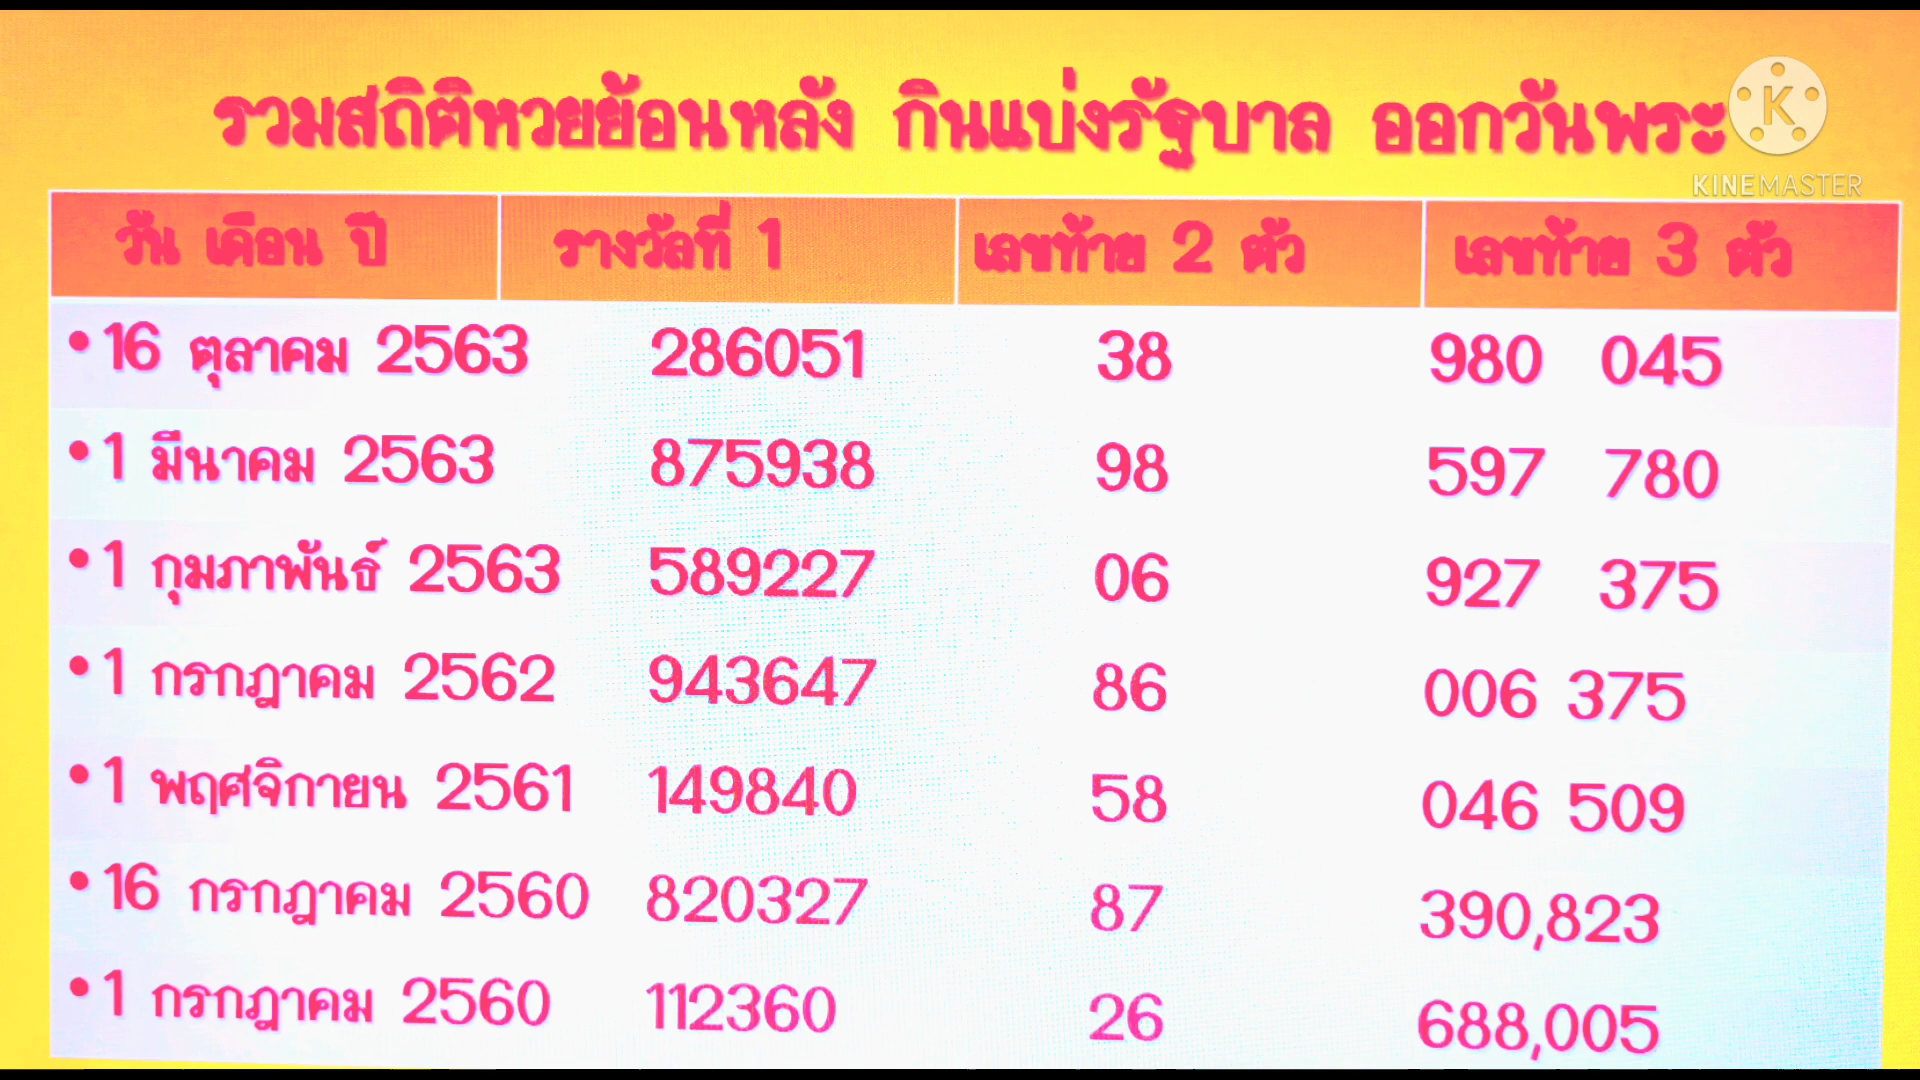 รวมสถิติหวยย้อนหลัง กินแบ่งรัฐบาล ออกวันพระ
K
KINEMASTER
วัน เดือน ปี รางวัลที่ 1 เลขท้าย 2 ตัว เลขท้าย 3 ตัว
• 16 ตุลาคม 2563 286051 38 980 045
• 1 มีนาคม 2563 875938 98 597 780
• 1 กุมภาพันธ์ 2563 589227 06 927 375
• 1 กรกฎาคม 2562 943647 86 006 375
• 1 พฤศจิกายน 2561 149840 58 046 509
• 16 กรกฎาคม 2560 820327 87 390,823
• 1 กรกฎาคม 2560 112360 26 688,005